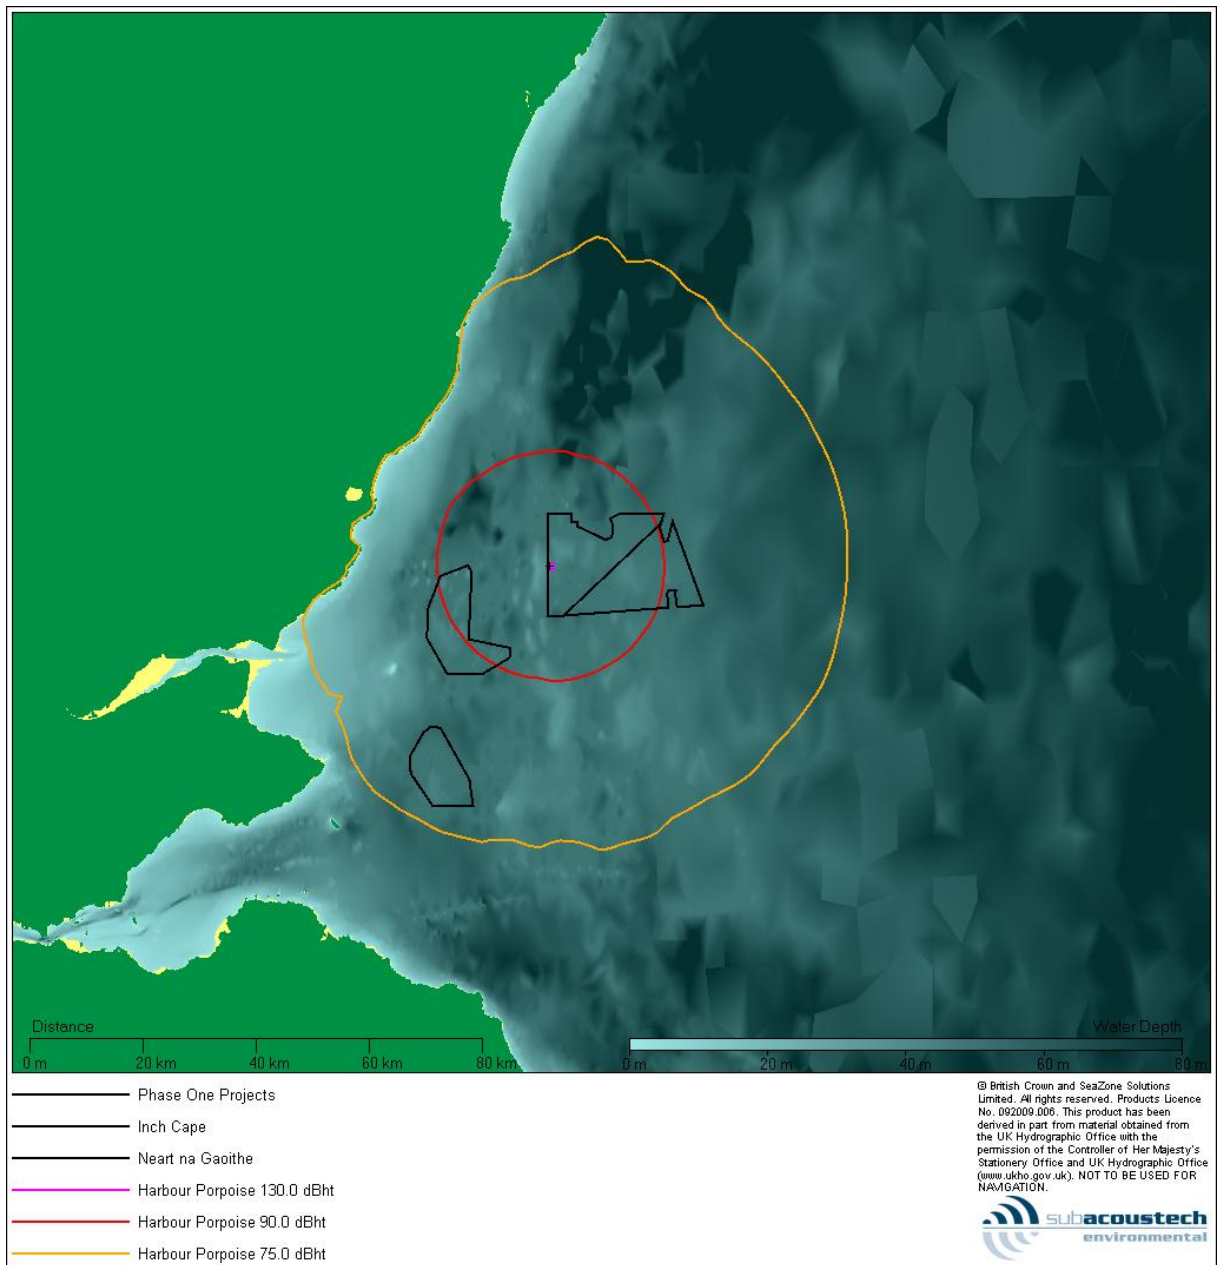 Distance
0 m 20 km 40 km 60 km 80 km
Water Depth
0 m 20 m 40 m 60 m 80 m
Phase One Projects
Inch Cape
Neart na Gaoithe
Harbour Porpoise 130.0 dBht
Harbour Porpoise 90.0 dBht
Harbour Porpoise 75.0 dBht
© British Crown and SeaZone Solutions
Limited. All rights reserved. Products Licence
No. 092009.006. This product has been
derived in part from material obtained from
the UK Hydrographic Office with the
permission of the Controller of Her Majesty's
Stationery Office and UK Hydrographic Office
(www.ukho.gov.uk). NOT TO BE USED FOR
NAVIGATION.
subacoustech
environmental